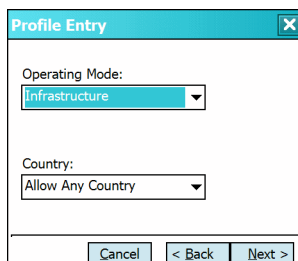 Profile Entry
Operating Mode:
Infrastructure
Country:
Allow Any Country
Cancel < Back Next >